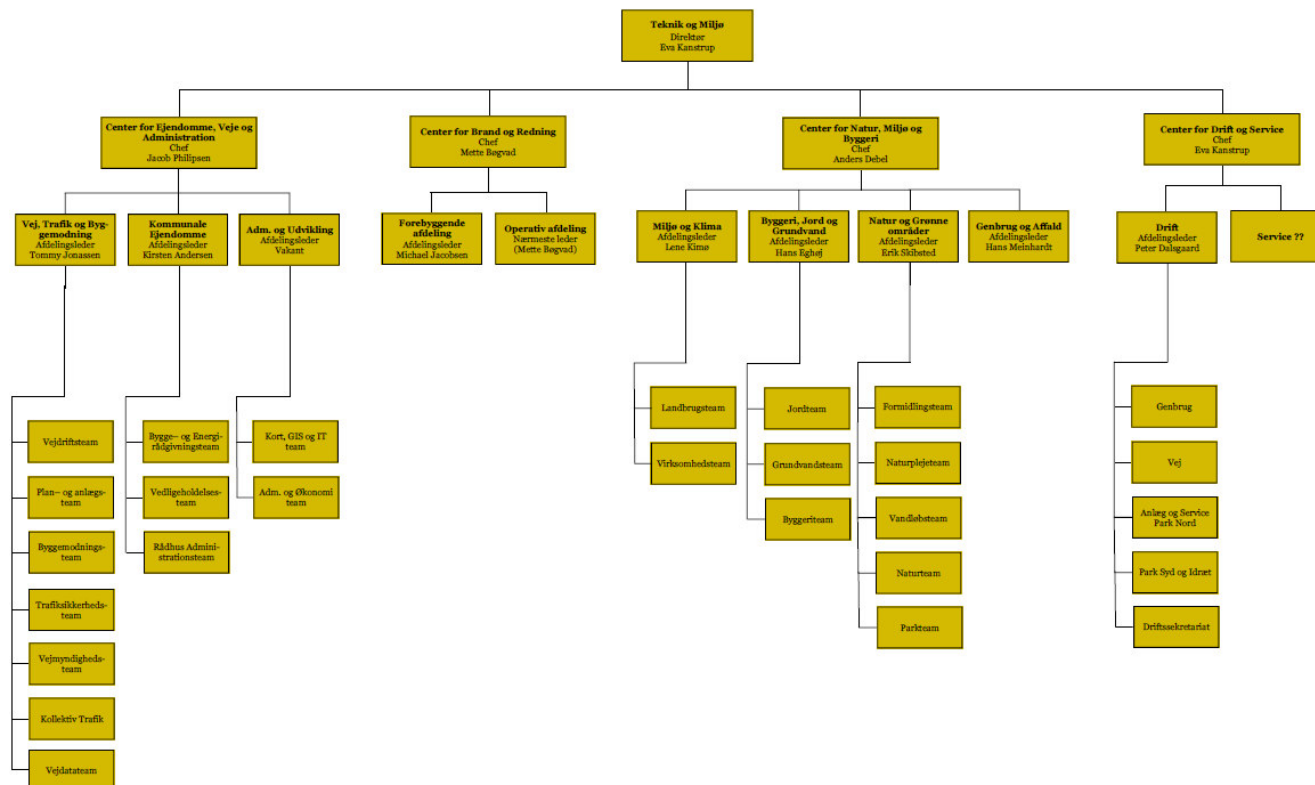 Teknik og Miljø
Direktør
Eva Kanstrup
Center for Ejendomme, Veje og
Administration
Chef
Jacob Philipsen
Center for Brand og Redning
Chef
Mette Bøgvad
Center for Natur, Miljø og
Byggeri
Chef
Anders Debel
Center for Drift og Service
Chef
Eva Kanstrup
Vej, Trafik og Byg-
gemodning
Afdelingsleder
Tommy Jonassen
Kommunale
Ejendomme
Afdelingsleder
Kirsten Andersen
Adm. og Udvikling
Afdelingsleder
Vakant
Forebyggende
afdeling
Afdelingsleder
Michael Jacobsen
Operativ afdeling
Nærmeste leder
(Mette Bøgvad)
Miljø og Klima
Afdelingsleder
Lene Kimø
Byggeri, Jord og
Grundvand
Afdelingsleder
Hans Eghøj
Natur og Grønne
områder
Afdelingsleder
Erik Skibsted
Genbrug og Affald
Afdelingsleder
Hans Meinhardt
Drift
Afdelingsleder
Peter Dalsgaard
Service ??
Vejdriftsteam
Plan– og anlægs-
team
Byggemodnings-
team
Trafiksikkerheds-
team
Vejmyndigheds-
team
Kollektiv Trafik
Vejdatateam
Bygge– og Energi-
rådgivningsteam
Vedligeholdelses-
team
Rådhus Admini-
strationsteam
Kort, GIS og IT
team
Adm. og Økonomi
team
Landbrugsteam
Virksomhedsteam
Jordteam
Grundvandsteam
Byggeriteam
Formidlingsteam
Naturplejeteam
Vandløbsteam
Naturteam
Parkteam
Genbrug
Vej
Anlæg og Service
Park Nord
Park Syd og Idræt
Driftssekretariat